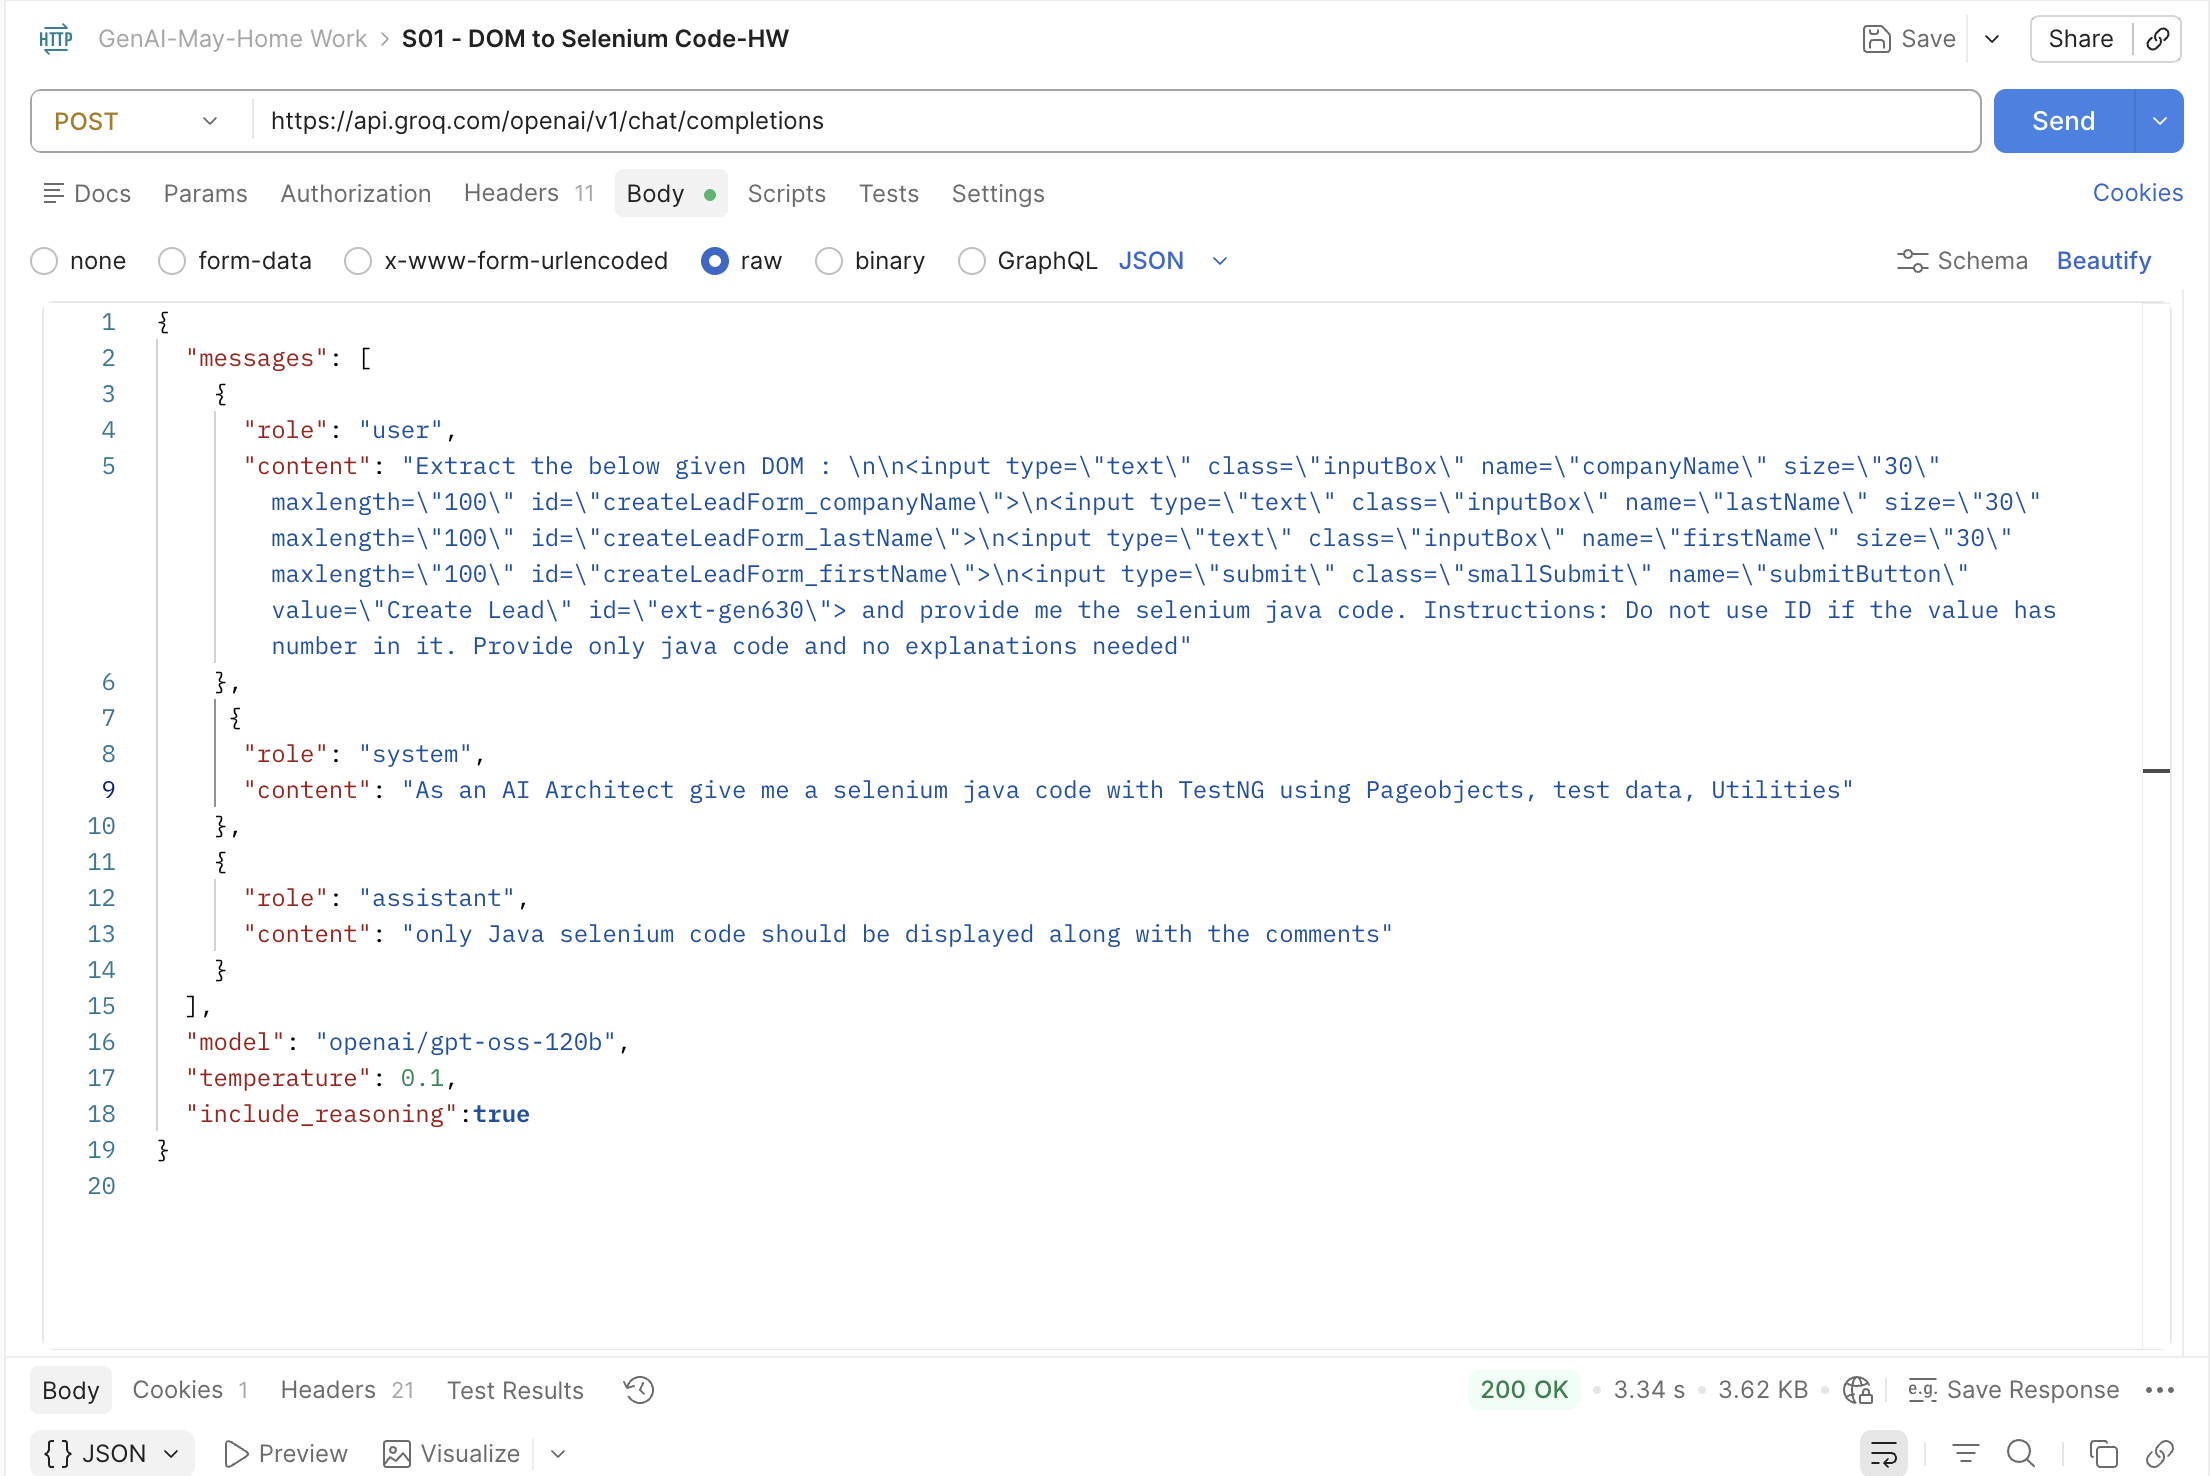 HTTP GenAI-May-Home Work > S01 - DOM to Selenium Code-HW Save Share
POST https://api.groq.com/openai/v1/chat/completions Send
Docs Params Authorization Headers 11 Body Scripts Tests Settings Cookies
none form-data x-www-form-urlencoded raw binary GraphQL JSON Schema Beautify
1 {
2 "messages": [
3 {
4 "role": "user",
5 "content": "Extract the below given DOM : \n\n<input type=\"text\" class=\"inputBox\" name=\"companyName\" size=\"30\"
maxlength=\"100\" id=\"createLeadForm_companyName\">\n<input type=\"text\" class=\"inputBox\" name=\"lastName\" size=\"30\"
maxlength=\"100\" id=\"createLeadForm_lastName\">\n<input type=\"text\" class=\"inputBox\" name=\"firstName\" size=\"30\"
maxlength=\"100\" id=\"createLeadForm_firstName\">\n<input type=\"submit\" class=\"smallSubmit\" name=\"submitButton\"
value=\"Create Lead\" id=\"ext-gen630\"> and provide me the selenium java code. Instructions: Do not use ID if the value has
number in it. Provide only java code and no explanations needed"
6 },
7 {
8 "role": "system",
9 "content": "As an AI Architect give me a selenium java code with TestNG using Pageobjects, test data, Utilities"
10 },
11 {
12 "role": "assistant",
13 "content": "only Java selenium code should be displayed along with the comments"
14 }
15 ],
16 "model": "openai/gpt-oss-120b",
17 "temperature": 0.1,
18 "include_reasoning":true
19 }
20
Body Cookies 1 Headers 21 Test Results 200 OK • 3.34 s • 3.62 KB • e.g. Save Response
{} JSON Preview Visualize